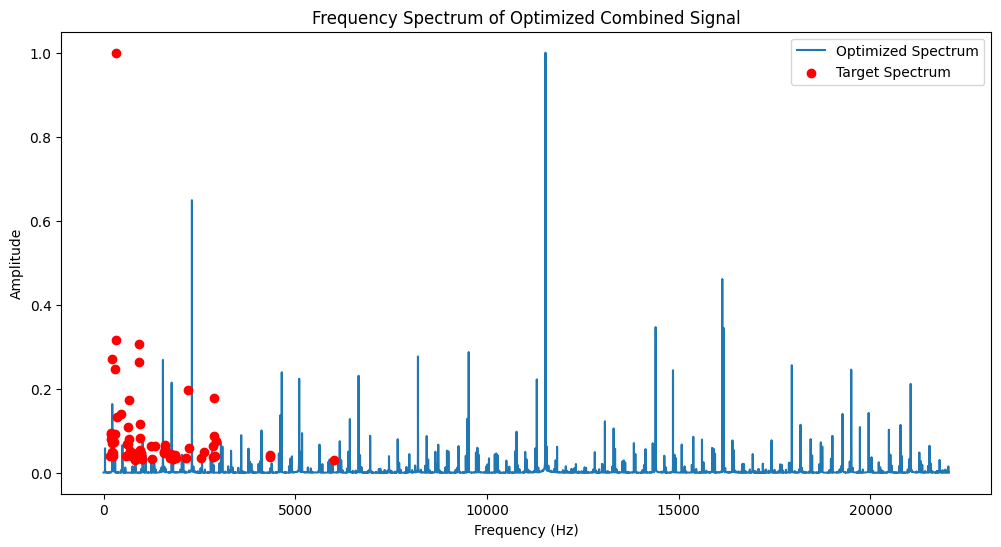 Frequency Spectrum of Optimized Combined Signal
Optimized Spectrum
Target Spectrum
1.0
0.8
0.6
0.4
0.2
0.0
Amplitude
0
5000
10000
15000
20000
Frequency (Hz)